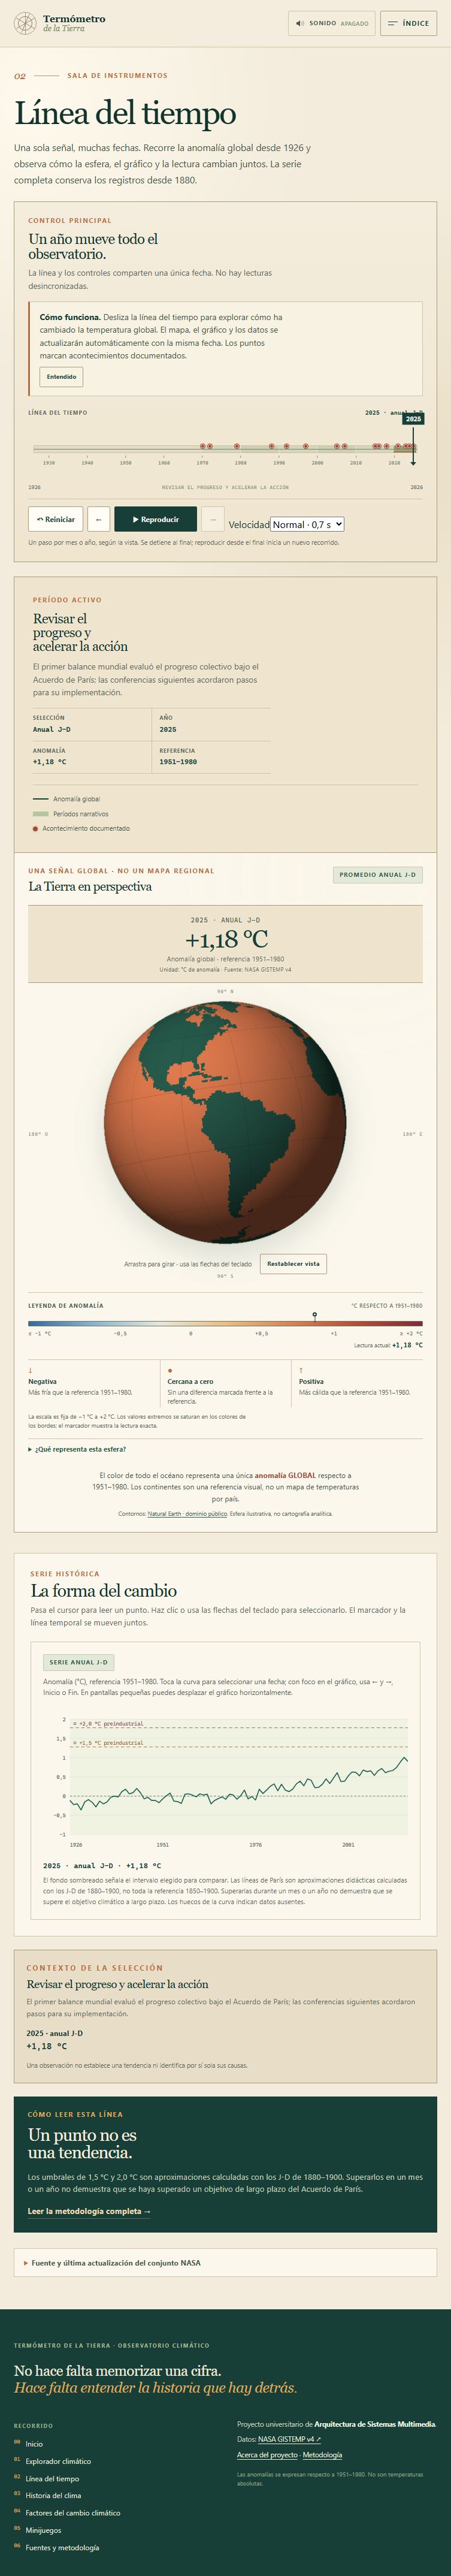 Termómetro
de la Tierra
SONIDO APAGADO
ÍNDICE
02 SALA DE INSTRUMENTOS
Línea del tiempo
Una sola señal, muchas fechas. Recorre la anomalía global desde 1926 y
observa cómo la esfera, el gráfico y la lectura cambian juntos. La serie
completa conserva los registros desde 1880.
CONTROL PRINCIPAL
Un año mueve todo el
observatorio.
La línea y los controles comparten una única fecha. No hay lecturas
desincronizadas.
Cómo funciona. Desliza la línea del tiempo para explorar cómo ha
cambiado la temperatura global. El mapa, el gráfico y los datos se
actualizarán automáticamente con la misma fecha. Los puntos
marcan acontecimientos documentados.
Entendido
LÍNEA DEL TIEMPO
2025 · anual J–D
2025
1930 1940 1950 1960 1970 1980 1990 2000 2010 2020
1926 REVISAR EL PROGRESO Y ACELERAR LA ACCIÓN 2026
↶ Reiniciar ← ▶ Reproducir → Velocidad Normal · 0,7 s
Un paso por mes o año, según la vista. Se detiene al final; reproducir desde el final inicia un nuevo recorrido.
PERÍODO ACTIVO
Revisar el
progreso y
acelerar la acción
El primer balance mundial evaluó el progreso colectivo bajo el
Acuerdo de París; las conferencias siguientes acordaron pasos
para su implementación.
SELECCIÓN AÑO
Anual J–D 2025
ANOMALÍA REFERENCIA
+1,18 °C 1951–1980
Anomalía global
Períodos narrativos
Acontecimiento documentado
UNA SEÑAL GLOBAL · NO UN MAPA REGIONAL
La Tierra en perspectiva
PROMEDIO ANUAL J-D
2025 · ANUAL J–D
+1,18 °C
Anomalía global · referencia 1951–1980
Unidad: °C de anomalía · Fuente: NASA GISTEMP v4
90° N
180° O 180° E
Arrastra para girar · usa las flechas del teclado
Restablecer vista
90° S
LEYENDA DE ANOMALÍA °C RESPECTO A 1951–1980
≤ -1 °C -0,5 0 +0,5 +1 ≥ +2 °C
Lectura actual: +1,18 °C
↓ ● ↑
Negativa Cercana a cero Positiva
Más fría que la referencia 1951–1980. Sin una diferencia marcada frente a la Más cálida que la referencia 1951–1980.
referencia.
La escala es fija de −1 °C a +2 °C. Los valores extremos se saturan en los colores de
los bordes; el marcador muestra la lectura exacta.
▶ ¿Qué representa esta esfera?
El color de todo el océano representa una única anomalía GLOBAL respecto a
1951–1980. Los continentes son una referencia visual, no un mapa de temperaturas
por país.
Contornos: Natural Earth · dominio público. Esfera ilustrativa, no cartografía analítica.
SERIE HISTÓRICA
La forma del cambio
Pasa el cursor para leer un punto. Haz clic o usa las flechas del teclado para seleccionarlo. El marcador y la
línea temporal se mueven juntos.
SERIE ANUAL J-D
Anomalía (°C), referencia 1951–1980. Toca la curva para seleccionar una fecha; con foco en el gráfico, usa ← y →,
Inicio o Fin. En pantallas pequeñas puedes desplazar el gráfico horizontalmente.
2
≈ +2,0 °C preindustrial
1,5
≈ +1,5 °C preindustrial
1
0,5
0
−0,5
−1
1926 1951 1976 2001
2025 · anual J–D · +1,18 °C
El fondo sombreado señala el intervalo elegido para comparar. Las líneas de París son aproximaciones didácticas calculadas
con los J-D de 1880–1900, no toda la referencia 1850–1900. Superarlas durante un mes o un año no demuestra que se
supere el objetivo climático a largo plazo. Los huecos de la curva indican datos ausentes.
CONTEXTO DE LA SELECCIÓN
Revisar el progreso y acelerar la acción
El primer balance mundial evaluó el progreso colectivo bajo el Acuerdo de París; las conferencias siguientes acordaron
pasos para su implementación.
2025 · anual J-D
+1,18 °C
Una observación no establece una tendencia ni identifica por sí sola sus causas.
CÓMO LEER ESTA LÍNEA
Un punto no es
una tendencia.
Los umbrales de 1,5 °C y 2,0 °C son aproximaciones calculadas con los J-D de 1880–1900. Superarlos en un mes
o un año no demuestra que se haya superado un objetivo de largo plazo del Acuerdo de París.
Leer la metodología completa →
▶ Fuente y última actualización del conjunto NASA
TERMÓMETRO DE LA TIERRA · OBSERVATORIO CLIMÁTICO
No hace falta memorizar una cifra.
Hace falta entender la historia que hay detrás.
RECORRIDO
00 Inicio
01 Explorador climático
02 Línea del tiempo
03 Historia del clima
04 Factores del cambio climático
05 Minijuegos
06 Fuentes y metodología
Proyecto universitario de Arquitectura de Sistemas Multimedia.
Datos: NASA GISTEMP v4 ↗
Acerca del proyecto · Metodología
Las anomalías se expresan respecto a 1951–1980. No son temperaturas
absolutas.